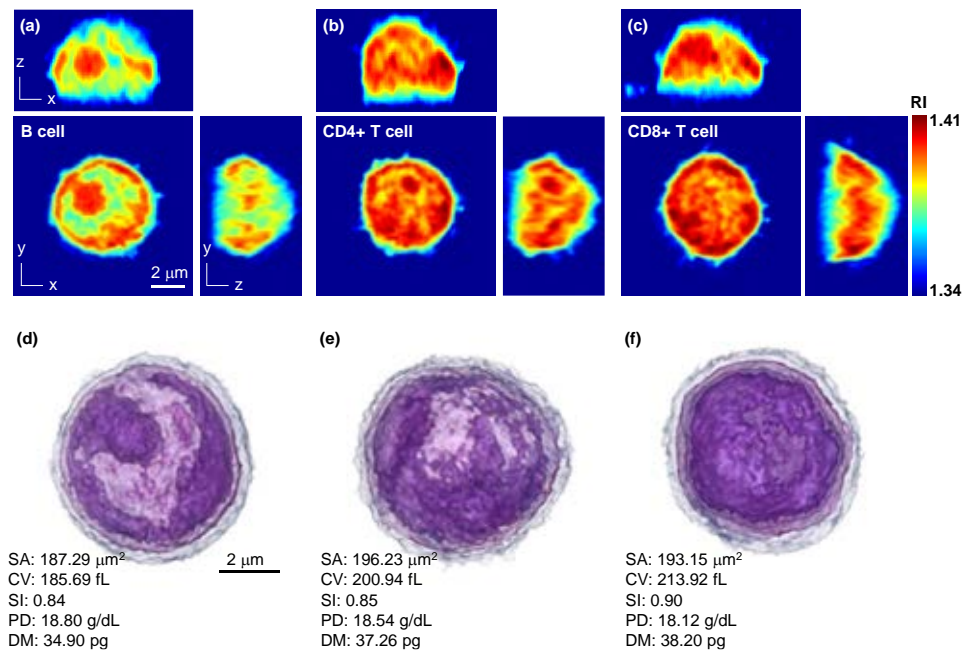 (a)
z
x
(b)
(c)
RI
1.41
1.34
B cell
y
x
2 μm
y
z
CD4+ T cell
CD8+ T cell
(d)
SA: 187.29 μm²
CV: 185.69 fL
SI: 0.84
PD: 18.80 g/dL
DM: 34.90 pg
2 μm
(e)
SA: 196.23 μm²
CV: 200.94 fL
SI: 0.85
PD: 18.54 g/dL
DM: 37.26 pg
(f)
SA: 193.15 μm²
CV: 213.92 fL
SI: 0.90
PD: 18.12 g/dL
DM: 38.20 pg